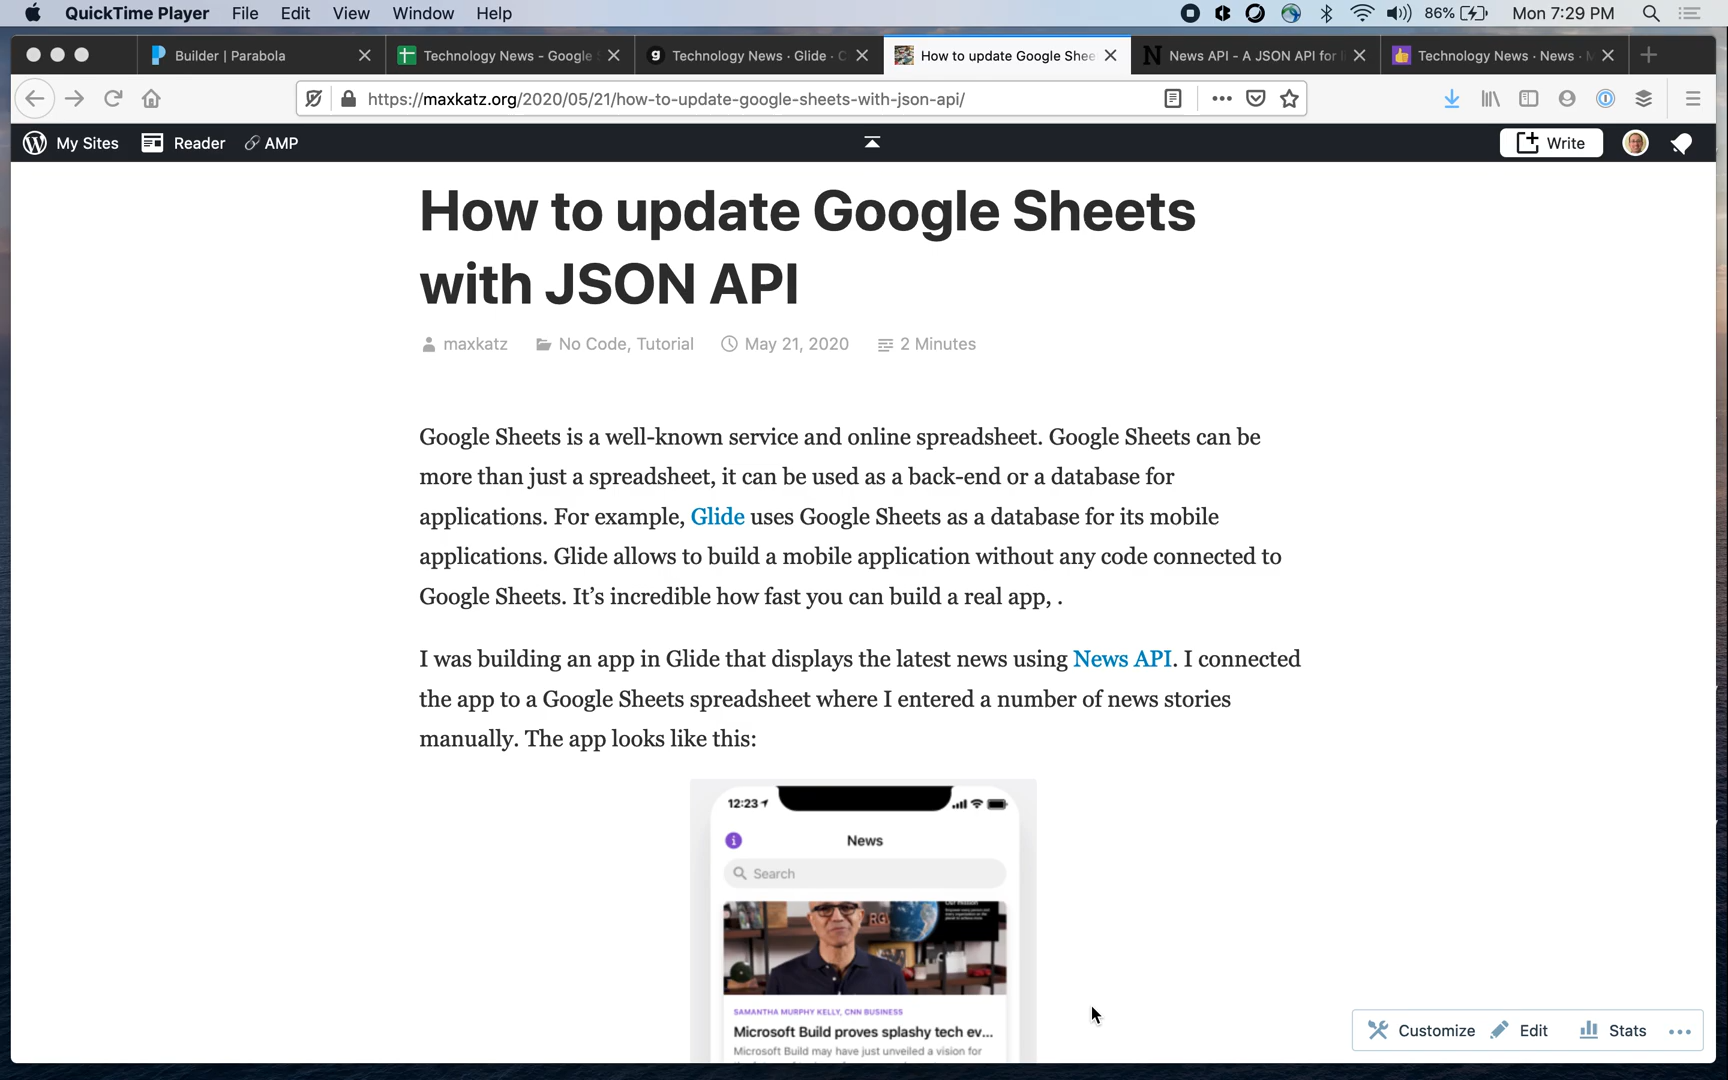 QuickTime Player File Edit View Window Help 86% Mon 7:29 PM
Builder | Parabola Technology News - Google Technology News · Glide · How to update Google Shee News API - A JSON API for Technology News · News ·
https://maxkatz.org/2020/05/21/how-to-update-google-sheets-with-json-api/
My Sites Reader AMP Write
How to update Google Sheets
with JSON API
maxkatz No Code, Tutorial May 21, 2020 2 Minutes
Google Sheets is a well-known service and online spreadsheet. Google Sheets can be
more than just a spreadsheet, it can be used as a back-end or a database for
applications. For example, Glide uses Google Sheets as a database for its mobile
applications. Glide allows to build a mobile application without any code connected to
Google Sheets. It’s incredible how fast you can build a real app, .
I was building an app in Glide that displays the latest news using News API. I connected
the app to a Google Sheets spreadsheet where I entered a number of news stories
manually. The app looks like this:
12:23
News
Search
SAMANTHA MURPHY KELLY, CNN BUSINESS
Microsoft Build proves splashy tech ev...
Microsoft Build may have just unveiled a vision for
Customize Edit Stats